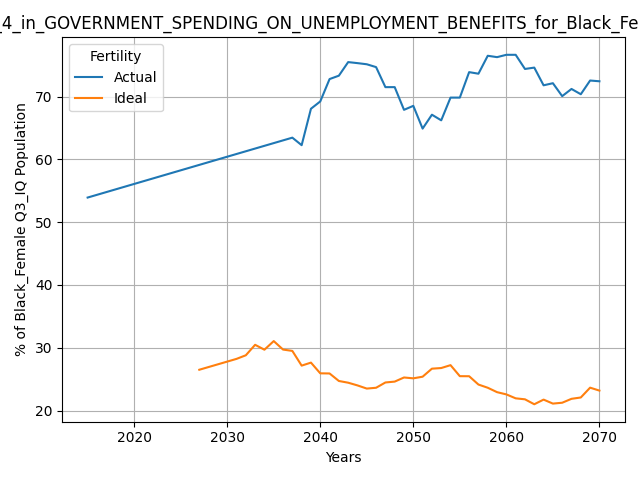 _4_in_GOVERNMENT_SPENDING_ON_UNEMPLOYMENT_BENEFITS_for_Black_Fe
Fertility
Actual
Ideal
% of Black_Female Q3_IQ Population
70
60
50
40
30
20
2020 2030 2040 2050 2060 2070
Years